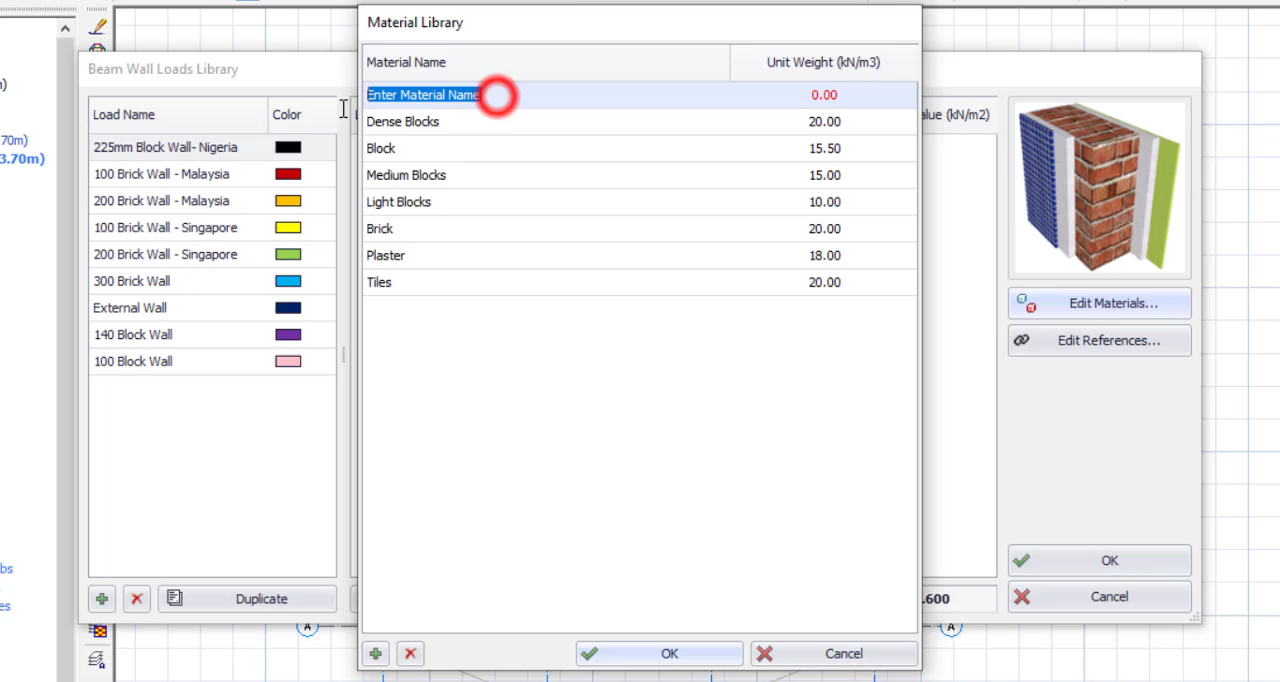 Material Library
Material Name
Unit Weight (kN/m3)
Enter Material Name
0.00
Dense Blocks
20.00
Block
15.50
Medium Blocks
15.00
Light Blocks
10.00
Brick
20.00
Plaster
18.00
Tiles
20.00
OK
Cancel
Beam Wall Loads Library
Load Name
Color
225mm Block Wall- Nigeria
100 Brick Wall - Malaysia
200 Brick Wall - Malaysia
100 Brick Wall - Singapore
200 Brick Wall - Singapore
300 Brick Wall
External Wall
140 Block Wall
100 Block Wall
Duplicate
alue (kN/m2)
Edit Materials...
Edit References...
OK
Cancel
.600
70m)
3.70m)
bs
es
A
A